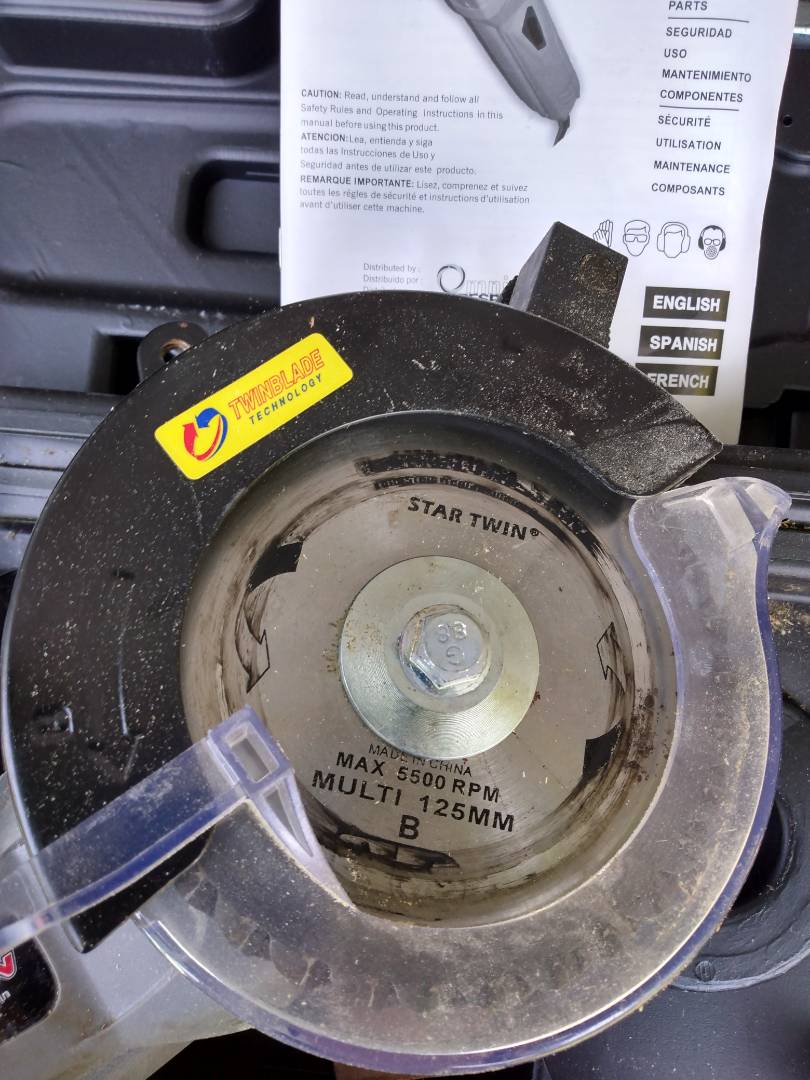 PARTS
SEGURIDAD
USO
MANTENIMIENTO
COMPONENTES
SÉCURITÉ
UTILISATION
MAINTENANCE
COMPOSANTS
CAUTION: Read, understand and follow all
Safety Rules and Operating instructions in this
manual before using this product.
ATENCION:Lea, entienda y siga
todas las Instrucciones de Uso y
Seguridad antes de utilizar este producto.
REMARQUE IMPORTANTE: Lisez, comprenez et suivez
toutes les règles de sécurité et instructions d'utilisation
avant d'utiliser cette machine.
Distributed by :
Distribuido por :
ENGLISH
SPANISH
FRENCH
TWINBLADE
TECHNOLOGY
STAR TWIN®
8.8
G
MADE IN CHINA
MAX 5500 RPM
MULTI 125MM
B